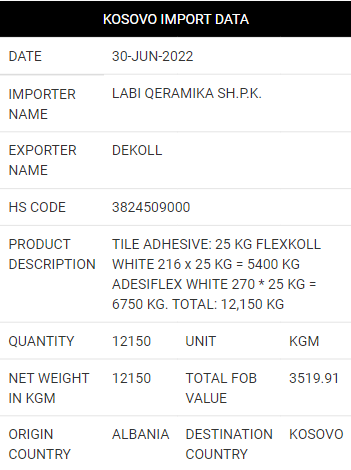 KOSOVO IMPORT DATA
DATE 30-JUN-2022
IMPORTER NAME LABI QERAMIKA SH.P.K.
EXPORTER NAME DEKOLL
HS CODE 3824509000
PRODUCT DESCRIPTION TILE ADHESIVE: 25 KG FLEXKOLL
WHITE 216 x 25 KG = 5400 KG
ADESIFLEX WHITE 270 * 25 KG =
6750 KG. TOTAL: 12,150 KG
QUANTITY 12150 UNIT KGM
NET WEIGHT IN KGM 12150 TOTAL FOB VALUE 3519.91
ORIGIN COUNTRY ALBANIA DESTINATION COUNTRY KOSOVO